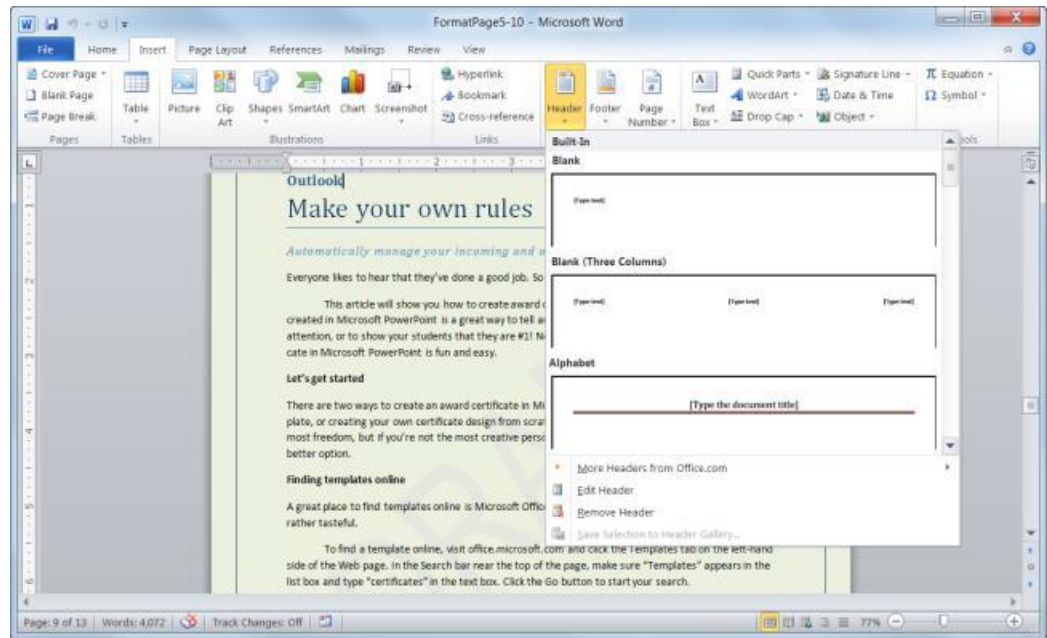 FormatPage5-10 - Microsoft Word
File Home Insert Page Layout References Mailings Review View
Cover Page
Blank Page
Page Break
Pages
Table
Tables
Picture
Clip Art
Shapes
SmartArt
Chart
Screenshot
Illustrations
Hyperlink
Bookmark
Cross-reference
Links
Header
Footer
Page Number
Text Box
Quick Parts
WordArt
Drop Cap
Signature Line
Date & Time
Object
Equation
Symbol
Built-In
Blank
[Type text]
Blank (Three Columns)
[Type text] [Type text] [Type text]
Alphabet
[Type the document title]
More Headers from Office.com
Edit Header
Remove Header
Save Selection to Header Gallery...
Outlook
Make your own rules
Automatically manage your incoming and
Everyone likes to hear that they've done a good job. So
This article will show you how to create award
created in Microsoft PowerPoint is a great way to tell
attention, or to show your students that they are #1!
cate in Microsoft PowerPoint is fun and easy.
Let's get started
There are two ways to create an award certificate in
plate, or creating your own certificate design from
most freedom, but if you're not the most creative
better option.
Finding templates online
A great place to find templates online is Microsoft
rather tasteful.
To find a template online, visit office.microsoft.com and click the Templates tab on the left-hand
side of the Web page. In the Search bar near the top of the page, make sure "Templates" appears in the
list box and type "certificates" in the text box. Click the Go button to start your search.
Page: 9 of 13 Words: 4,072 Track Changes: Off 77%